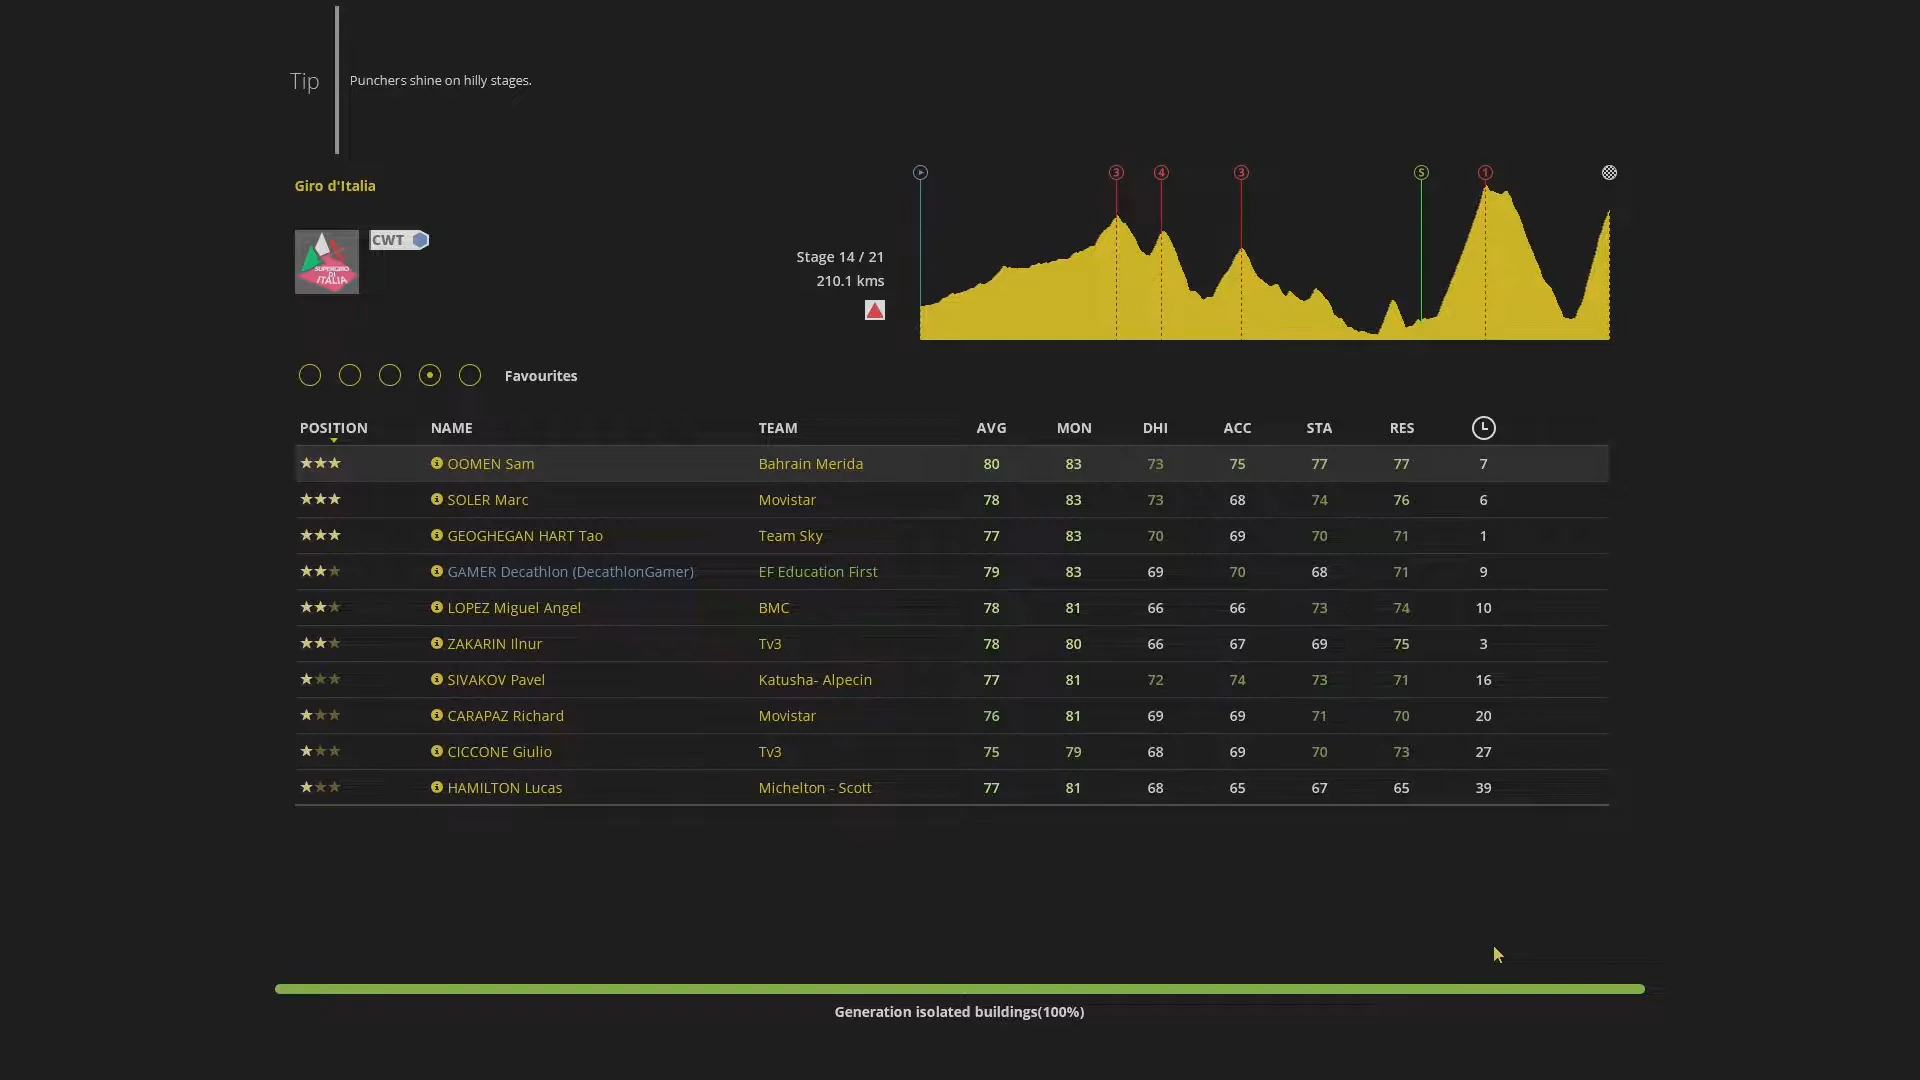 Tip
Punchers shine on hilly stages.
Giro d'Italia
SUPERGIRO DI ITALIA
CWT
Stage 14 / 21
210.1 kms
3 4 3 S 1
Favourites
POSITION NAME TEAM AVG MON DHI ACC STA RES
OOMEN Sam Bahrain Merida 80 83 73 75 77 77 7
SOLER Marc Movistar 78 83 73 68 74 76 6
GEOGHEGAN HART Tao Team Sky 77 83 70 69 70 71 1
GAMER Decathlon (DecathlonGamer) EF Education First 79 83 69 70 68 71 9
LOPEZ Miguel Angel BMC 78 81 66 66 73 74 10
ZAKARIN Ilnur Tv3 78 80 66 67 69 75 3
SIVAKOV Pavel Katusha- Alpecin 77 81 72 74 73 71 16
CARAPAZ Richard Movistar 76 81 69 69 71 70 20
CICCONE Giulio Tv3 75 79 68 69 70 73 27
HAMILTON Lucas Michelton - Scott 77 81 68 65 67 65 39
Generation isolated buildings(100%)